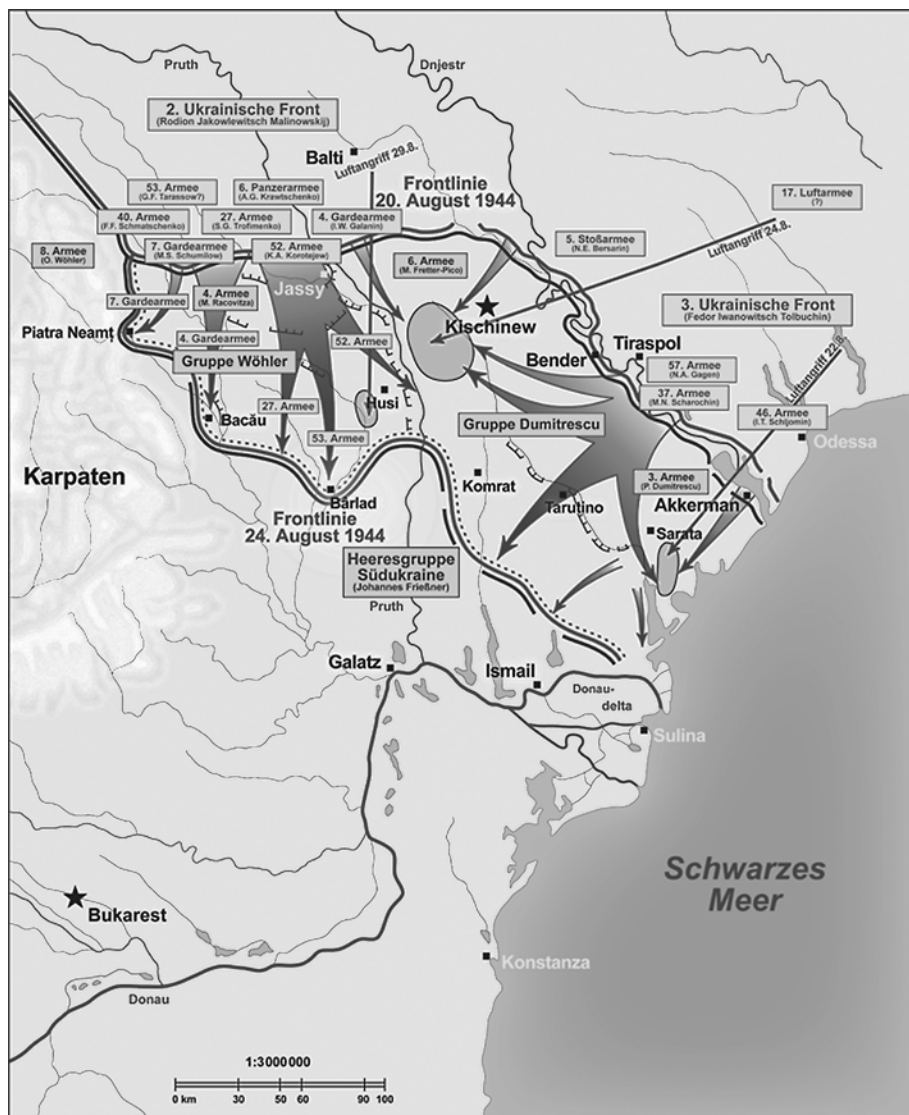 Pruth
Dnjestr
2. Ukrainische Front
(Rodion Jakowlewitsch Malinowskij)
Balti
Luftangriff 29.8.
53. Armee
(G.F. Tarassow?)
6. Panzerarmee
(A.G. Krawtschenko)
Frontlinie
20. August 1944
17. Luftarmee
(?)
40. Armee
(F.F. Schmatschenko)
27. Armee
(S.G. Trofimenko)
4. Gardearmee
(I.W. Galanin)
Luftangriff 24.8.
8. Armee
(O. Wöhler)
7. Gardearmee
(M.S. Schumilow)
52. Armee
(K.A. Korotejew)
5. Stoßarmee
(N.E. Bersarin)
6. Armee
(M. Fretter-Pico)
Jassy
7. Gardearmee
4. Armee
(M. Racovitza)
3. Ukrainische Front
(Fedor Iwanowitsch Tolbuchin)
Kischinew
Piatra Neamț
4. Gardearmee
52. Armee
Tiraspol
Bender
Luftangriff 22.8.
Gruppe Wöhler
57. Armee
(N.A. Gagen)
37. Armee
(M.N. Scharochin)
Husi
27. Armee
46. Armee
(I.T. Schljomin)
Bacău
Gruppe Dumitrescu
53. Armee
Odessa
Karpaten
Komrat
3. Armee
(P. Dumitrescu)
Bârlad
Tarutino
Akkerman
Frontlinie
24. August 1944
Sarata
Heeresgruppe
Südukraine
(Johannes Frießner)
Pruth
Galatz
Ismail
Donau-
delta
Sulina
Schwarzes
Meer
Bukarest
Konstanza
Donau
1:3000000
0 km 30 50 60 90 100